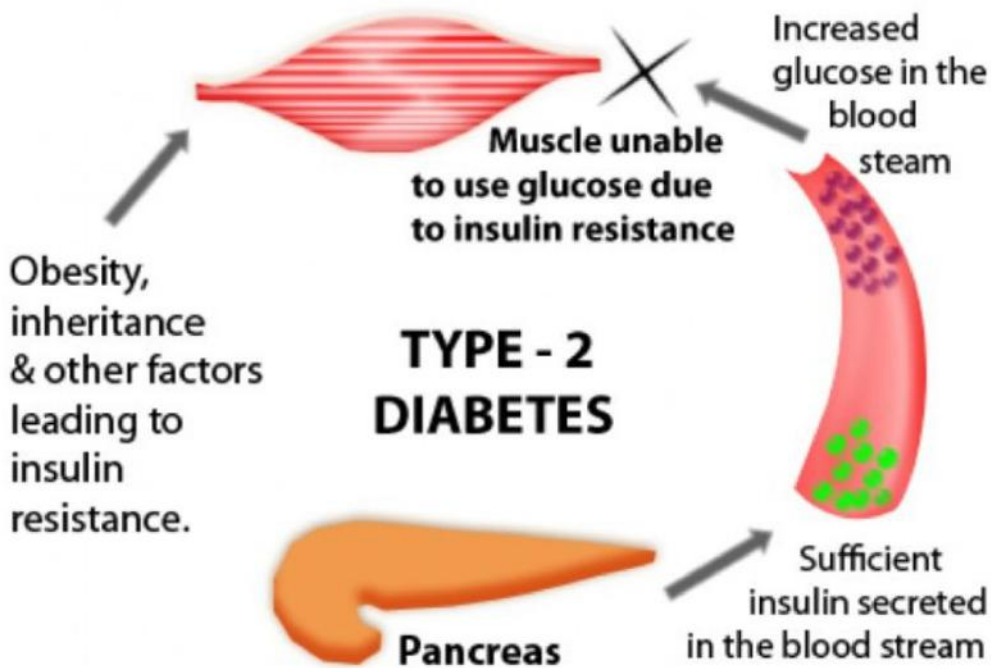 Increased
glucose in the
blood
steam
Muscle unable
to use glucose due
to insulin resistance
Obesity,
inheritance
& other factors
leading to
insulin
resistance.
TYPE - 2
DIABETES
Sufficient
insulin secreted
in the blood stream
Pancreas